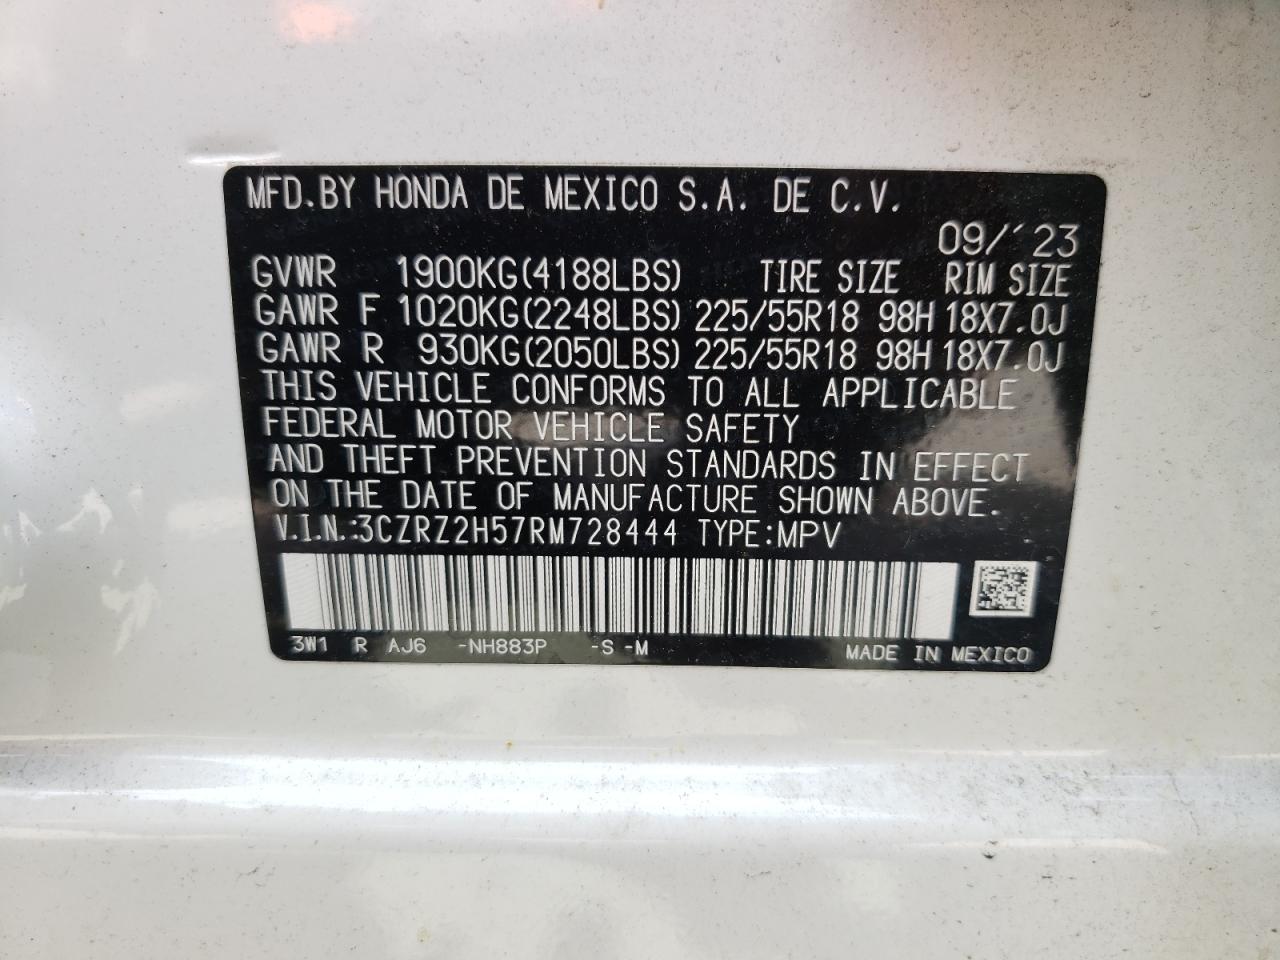 MFD.BY HONDA DE MEXICO S.A. DE C.V.
09/´23
GVWR 1900KG(4188LBS) TIRE SIZE RIM SIZE
GAWR F 1020KG(2248LBS) 225/55R18 98H 18X7.0J
GAWR R 930KG(2050LBS) 225/55R18 98H 18X7.0J
THIS VEHICLE CONFORMS TO ALL APPLICABLE
FEDERAL MOTOR VEHICLE SAFETY
AND THEFT PREVENTION STANDARDS IN EFFECT
ON THE DATE OF MANUFACTURE SHOWN ABOVE.
V.I.N.:3CZRZ2H57RM728444 TYPE:MPV
3W1 R AJ6 -NH883P -S -M MADE IN MEXICO